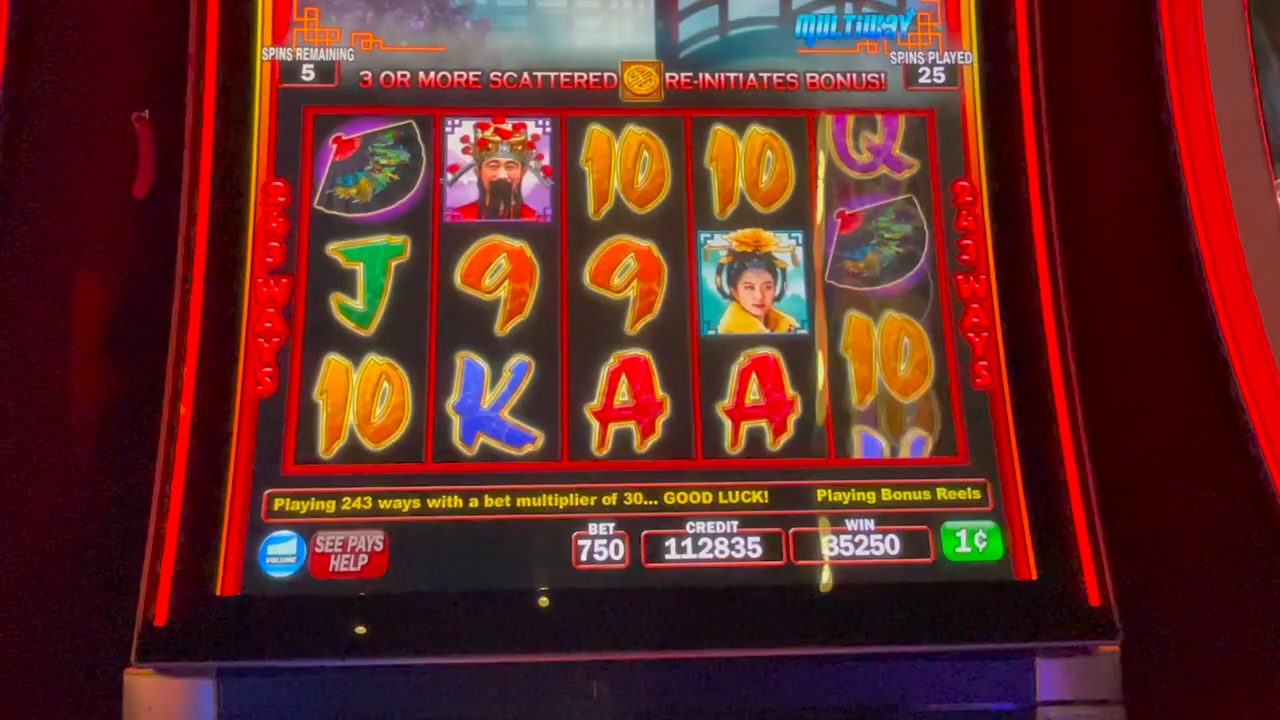 MULTIWAY
SPINS REMAINING
5
SPINS PLAYED
25
3 OR MORE SCATTERED RE-INITIATES BONUS!
243 WAYS
243 WAYS
10 10 Q
J 9 9
10
10 K A A
Playing 243 ways with a bet multiplier of 30... GOOD LUCK! Playing Bonus Reels
VOLUME
SEE PAYS
HELP
BET
750
CREDIT
112835
WIN
85250
1¢